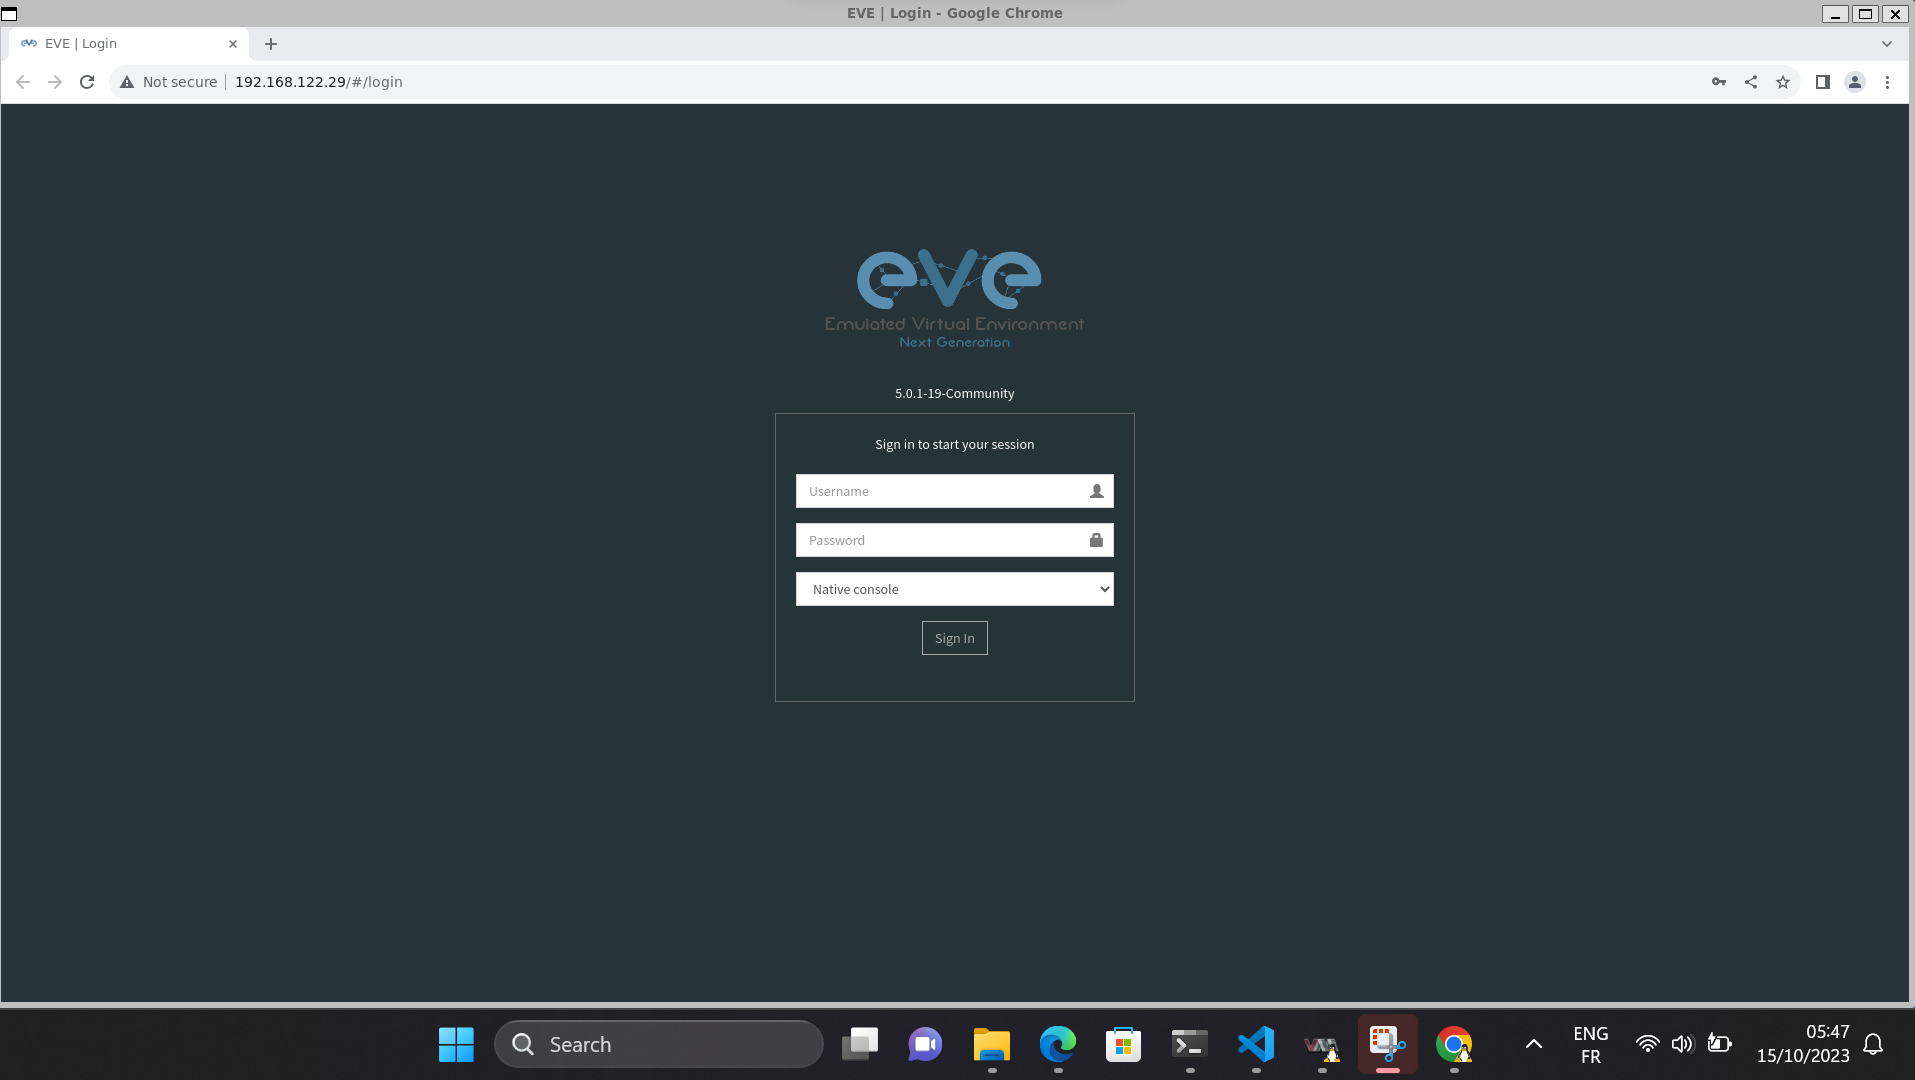 EVE | Login - Google Chrome
EVE | Login
Not secure 192.168.122.29/#/login
eve
Emulated Virtual Environment
Next Generation
5.0.1-19-Community
Sign in to start your session
Username
Password
Native console
Sign In
Search
ENG
FR
05:47
15/10/2023